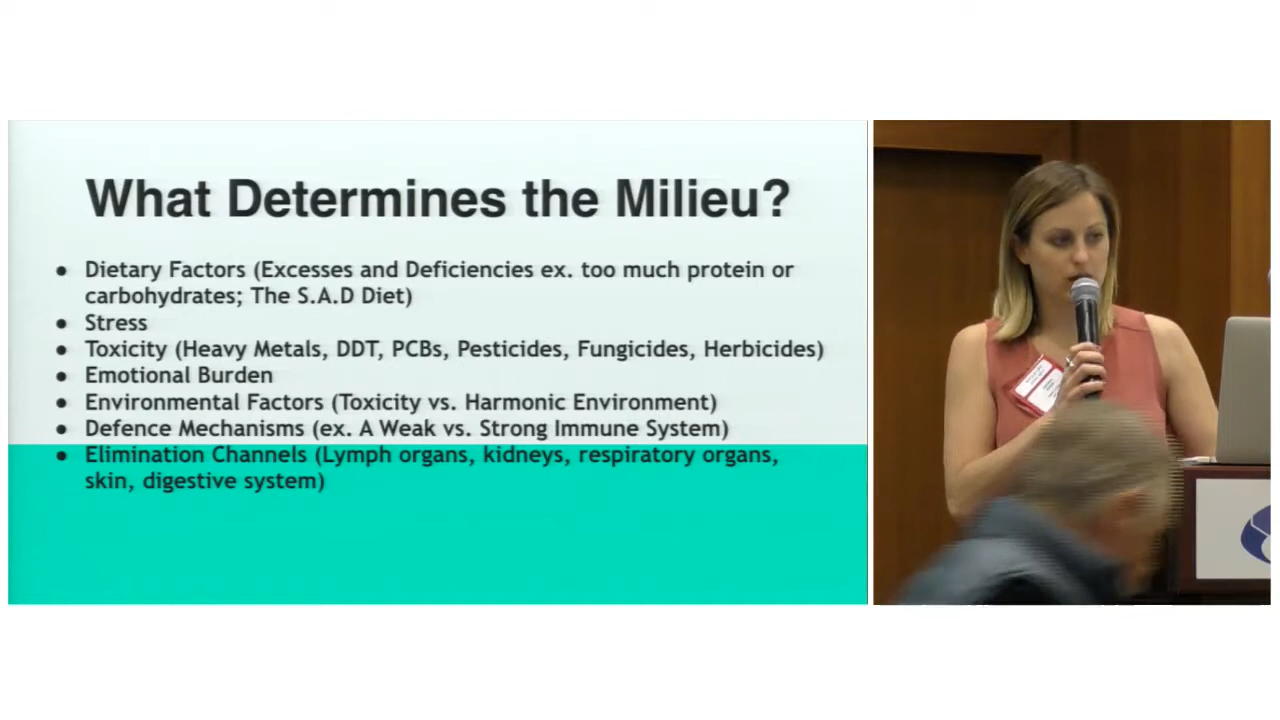 What Determines the Milieu?
● Dietary Factors (Excesses and Deficiencies ex. too much protein or
carbohydrates; The S.A.D Diet)
● Stress
● Toxicity (Heavy Metals, DDT, PCBs, Pesticides, Fungicides, Herbicides)
● Emotional Burden
● Environmental Factors (Toxicity vs. Harmonic Environment)
● Defence Mechanisms (ex. A Weak vs. Strong Immune System)
● Elimination Channels (Lymph organs, kidneys, respiratory organs,
skin, digestive system)